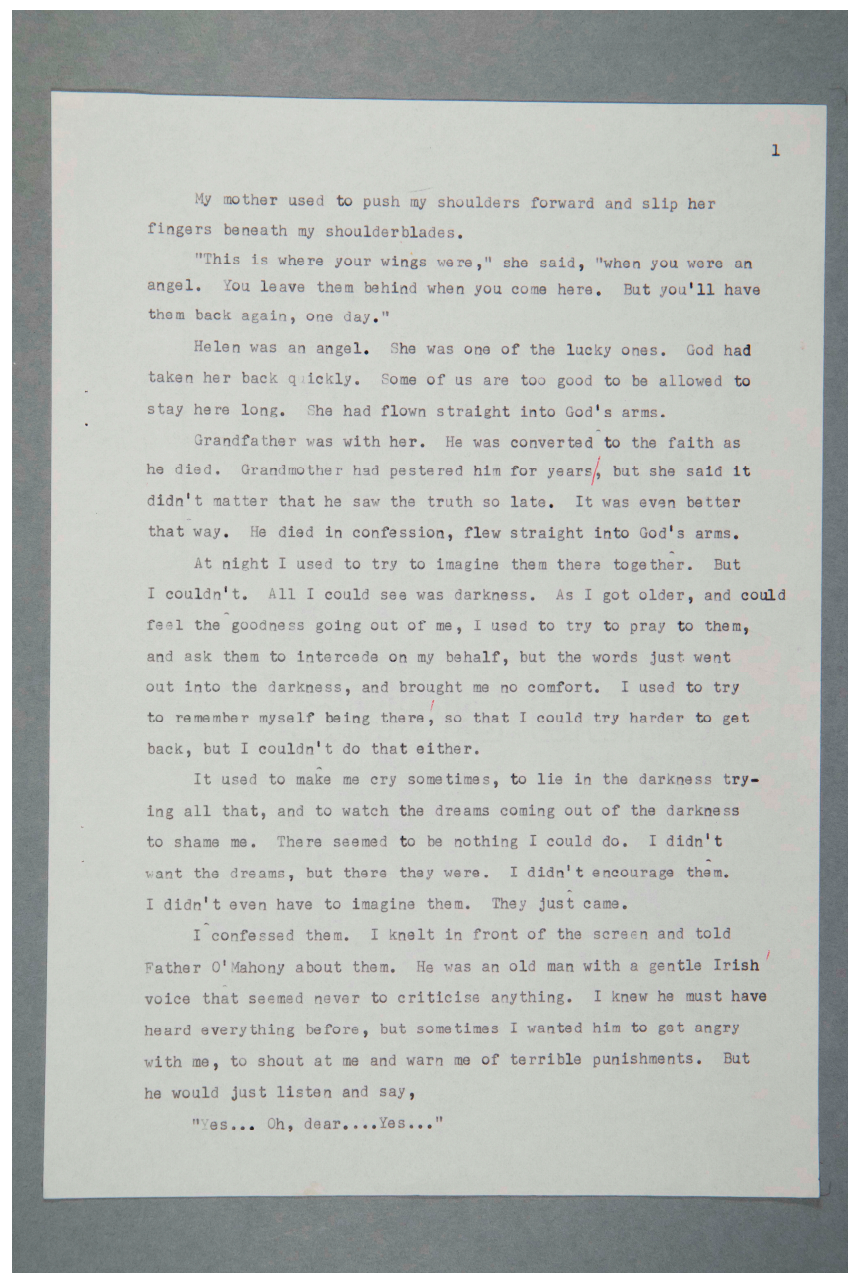 1
My mother used to push my shoulders forward and slip her
fingers beneath my shoulderblades.
"This is where your wings were," she said, "when you were an
angel. You leave them behind when you come here. But you'll have
them back again, one day."
Helen was an angel. She was one of the lucky ones. God had
taken her back quickly. Some of us are too good to be allowed to
stay here long. She had flown straight into God's arms.
Grandfather was with her. He was converted to the faith as
he died. Grandmother had pestered him for years, but she said it
didn't matter that he saw the truth so late. It was even better
that way. He died in confession, flew straight into God's arms.
At night I used to try to imagine them there together. But
I couldn't. All I could see was darkness. As I got older, and could
feel the goodness going out of me, I used to try to pray to them,
and ask them to intercede on my behalf, but the words just went
out into the darkness, and brought me no comfort. I used to try
to remember myself being there, so that I could try harder to get
back, but I couldn't do that either.
It used to make me cry sometimes, to lie in the darkness try-
ing all that, and to watch the dreams coming out of the darkness
to shame me. There seemed to be nothing I could do. I didn't
want the dreams, but there they were. I didn't encourage them.
I didn't even have to imagine them. They just came.
I confessed them. I knelt in front of the screen and told
Father O'Mahony about them. He was an old man with a gentle Irish
voice that seemed never to criticise anything. I knew he must have
heard everything before, but sometimes I wanted him to get angry
with me, to shout at me and warn me of terrible punishments. But
he would just listen and say,
"Yes... Oh, dear....Yes..."